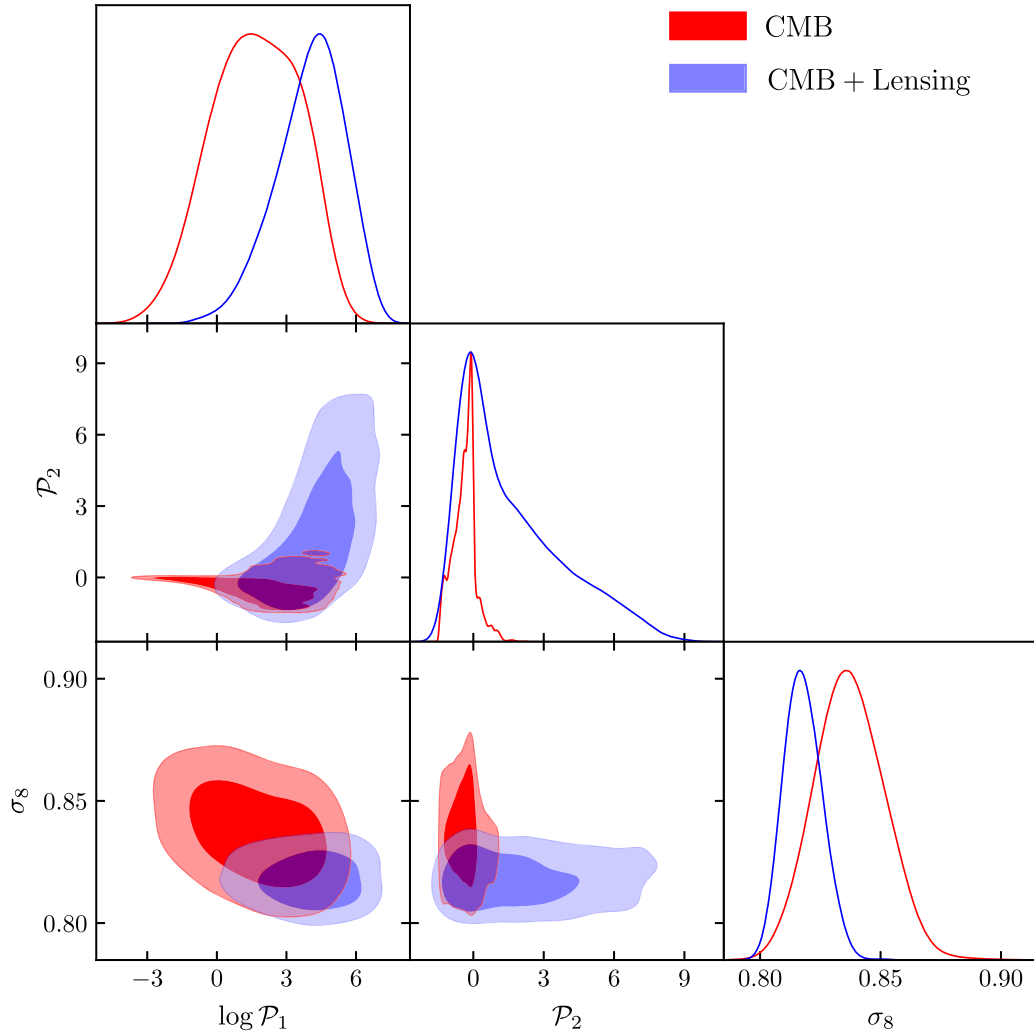 CMB
CMB + Lensing
9
6
3
0
𝒫₂
0.90
0.85
0.80
σ₈
−3 0 3 6
0 3 6 9
0.80 0.85 0.90
log 𝒫₁
𝒫₂
σ₈